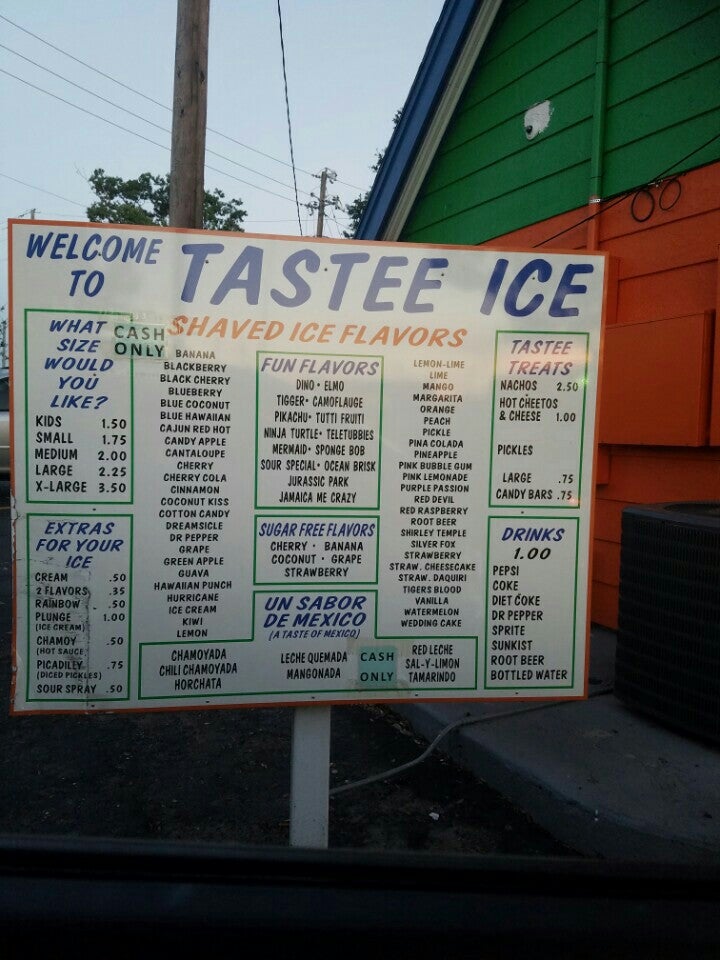 WELCOME TO TASTEE ICE
SHAVED ICE FLAVORS
CASH ONLY
WHAT
SIZE
WOULD
YOU
LIKE?
KIDS 1.50
SMALL 1.75
MEDIUM 2.00
LARGE 2.25
X-LARGE 3.50
EXTRAS
FOR YOUR
ICE
CREAM .50
2 FLAVORS .35
RAINBOW .50
PLUNGE 1.00
(ICE CREAM)
CHAMOY .50
(HOT SAUCE
PICADILEY .75
(DICED PICKLES)
SOUR SPRAY .50
BANANA
BLACKBERRY
BLACK CHERRY
BLUEBERRY
BLUE COCONUT
BLUE HAWAIIAN
CAJUN RED HOT
CANDY APPLE
CANTALOUPE
CHERRY
CHERRY COLA
CINNAMON
COCONUT KISS
COTTON CANDY
DREAMSICLE
DR PEPPER
GRAPE
GREEN APPLE
GUAVA
HAWAIIAN PUNCH
HURRICANE
ICE CREAM
KIWI
LEMON
FUN FLAVORS
DINO • ELMO
TIGGER • CAMOFLAUGE
PIKACHU • TUTTI FRUITI
NINJA TURTLE • TELETUBBIES
MERMAID • SPONGE BOB
SOUR SPECIAL • OCEAN BRISK
JURASSIC PARK
JAMAICA ME CRAZY
SUGAR FREE FLAVORS
CHERRY • BANANA
COCONUT • GRAPE
STRAWBERRY
UN SABOR
DE MEXICO
(A TASTE OF MEXICO)
CHAMOYADA
CHILI CHAMOYADA
HORCHATA
LECHE QUEMADA
MANGONADA
CASH
ONLY
RED LECHE
SAL-Y-LIMON
TAMARINDO
LEMON-LIME
LIME
MANGO
MARGARITA
ORANGE
PEACH
PICKLE
PINA COLADA
PINEAPPLE
PINK BUBBLE GUM
PINK LEMONADE
PURPLE PASSION
RED DEVIL
RED RASPBERRY
ROOT BEER
SHIRLEY TEMPLE
SILVER FOX
STRAWBERRY
STRAW. CHEESECAKE
STRAW. DAQUIRI
TIGERS BLOOD
VANILLA
WATERMELON
WEDDING CAKE
TASTEE
TREATS
NACHOS 2.50
HOT CHEETOS
& CHEESE 1.00
PICKLES
LARGE .75
CANDY BARS .75
DRINKS
1.00
PEPSI
COKE
DIET COKE
DR PEPPER
SPRITE
SUNKIST
ROOT BEER
BOTTLED WATER